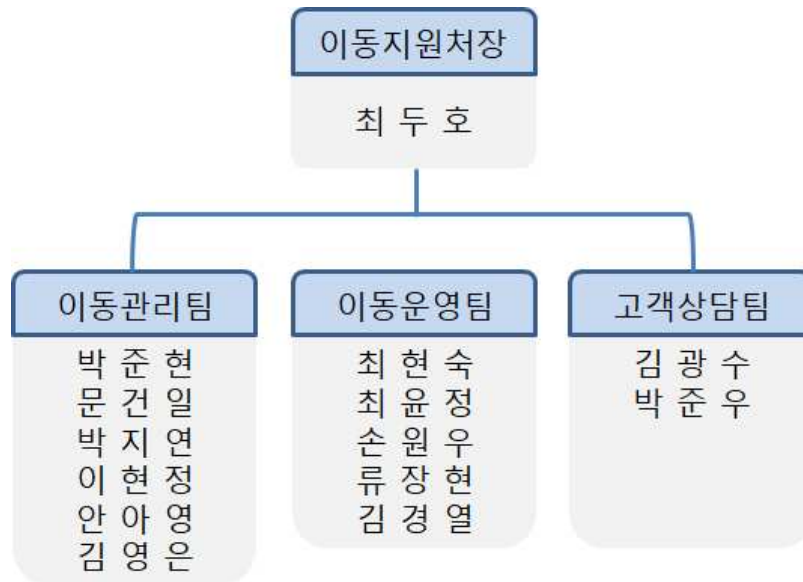 이동지원처장
최 두 호
이동관리팀
박 준 현
문 건 일
박 지 연
이 현 정
안 아 영
김 영 은
이동운영팀
최 현 숙
최 윤 정
손 원 우
류 장 현
김 경 열
고객상담팀
김 광 수
박 준 우